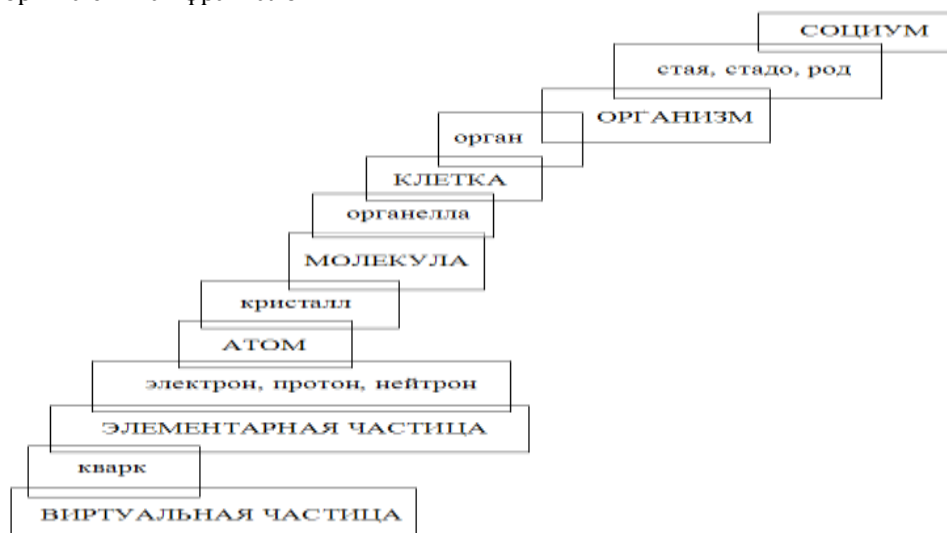 СОЦИУМ
стая, стадо, род
ОРГАНИЗМ
орган
КЛЕТКА
органелла
МОЛЕКУЛА
кристалл
АТОМ
электрон, протон, нейтрон
ЭЛЕМЕНТАРНАЯ ЧАСТИЦА
кварк
ВИРТУАЛЬНАЯ ЧАСТИЦА